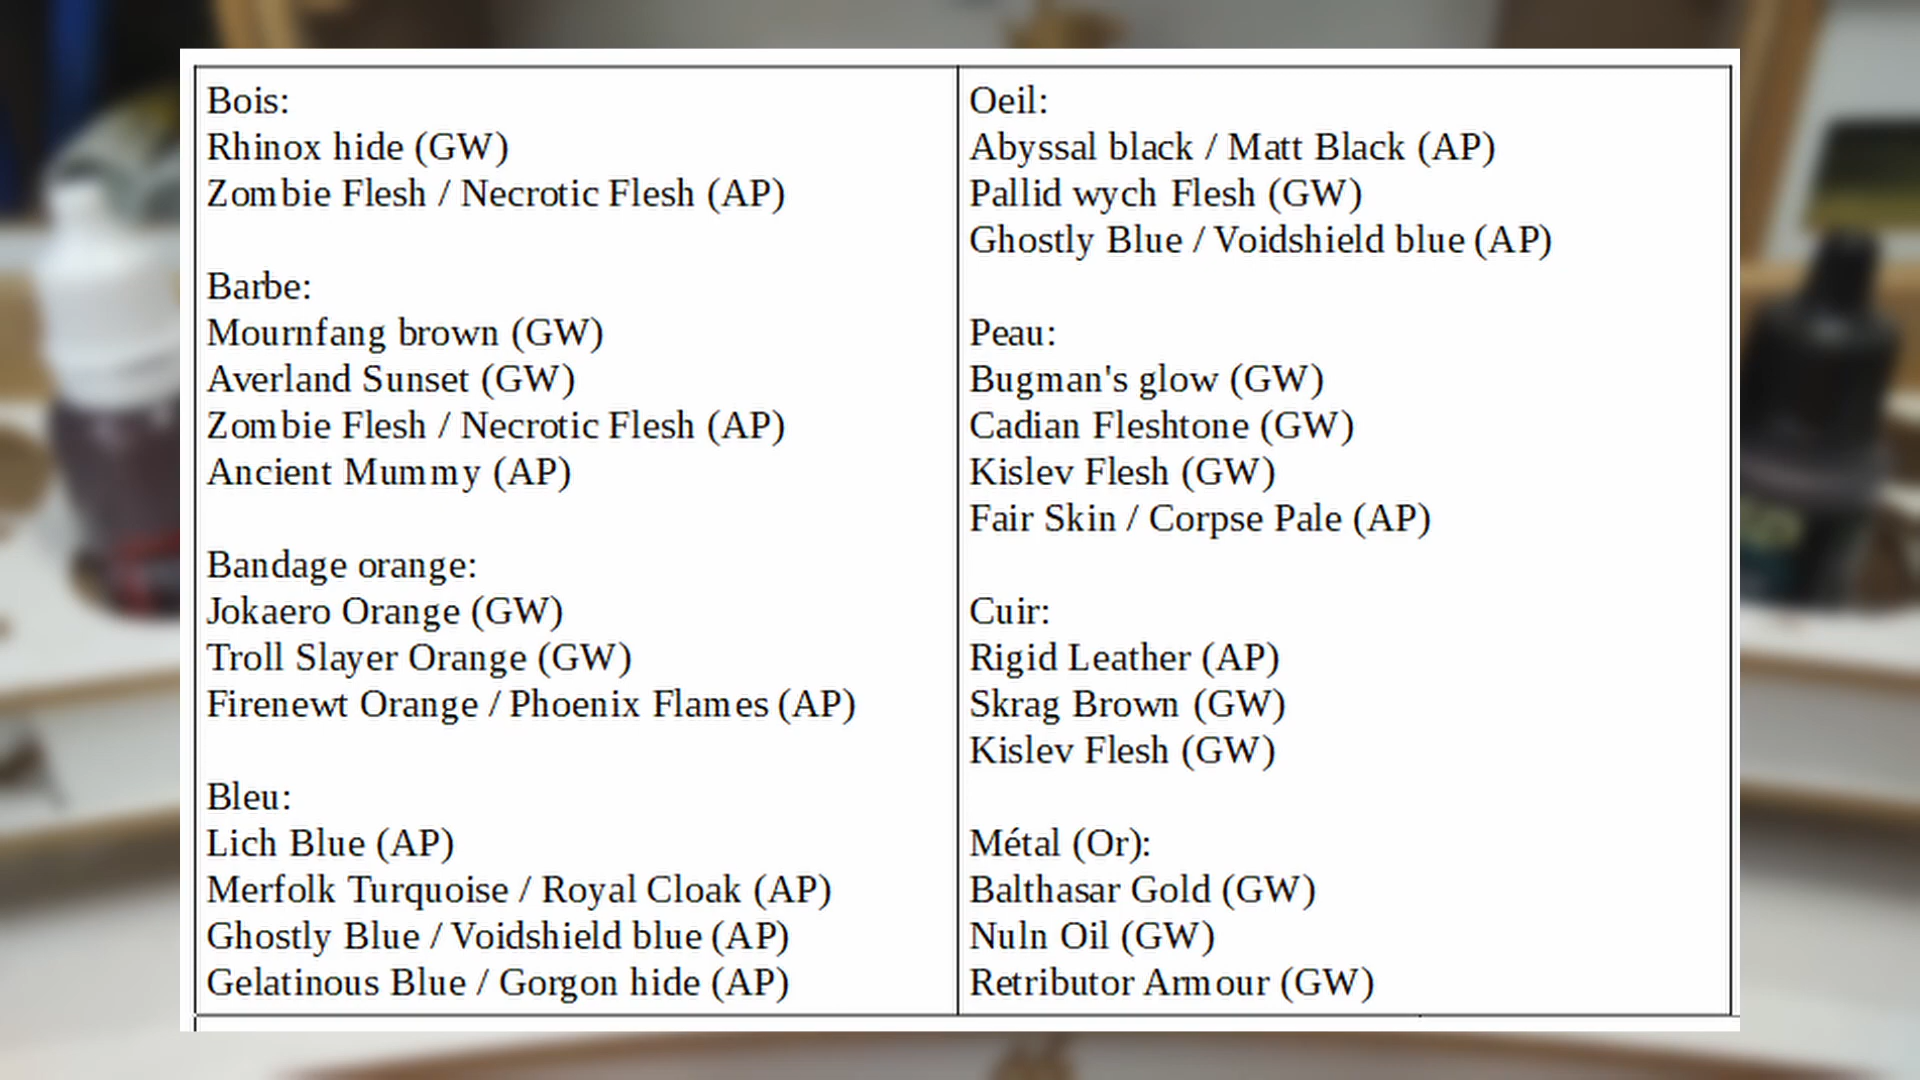 Bois:
Rhinox hide (GW)
Zombie Flesh / Necrotic Flesh (AP)
Barbe:
Mournfang brown (GW)
Averland Sunset (GW)
Zombie Flesh / Necrotic Flesh (AP)
Ancient Mummy (AP)
Bandage orange:
Jokaero Orange (GW)
Troll Slayer Orange (GW)
Firenewt Orange / Phoenix Flames (AP)
Bleu:
Lich Blue (AP)
Merfolk Turquoise / Royal Cloak (AP)
Ghostly Blue / Voidshield blue (AP)
Gelatinous Blue / Gorgon hide (AP)
Oeil:
Abyssal black / Matt Black (AP)
Pallid wych Flesh (GW)
Ghostly Blue / Voidshield blue (AP)
Peau:
Bugman's glow (GW)
Cadian Fleshtone (GW)
Kislev Flesh (GW)
Fair Skin / Corpse Pale (AP)
Cuir:
Rigid Leather (AP)
Skrag Brown (GW)
Kislev Flesh (GW)
Métal (Or):
Balthasar Gold (GW)
Nuln Oil (GW)
Retributor Armour (GW)